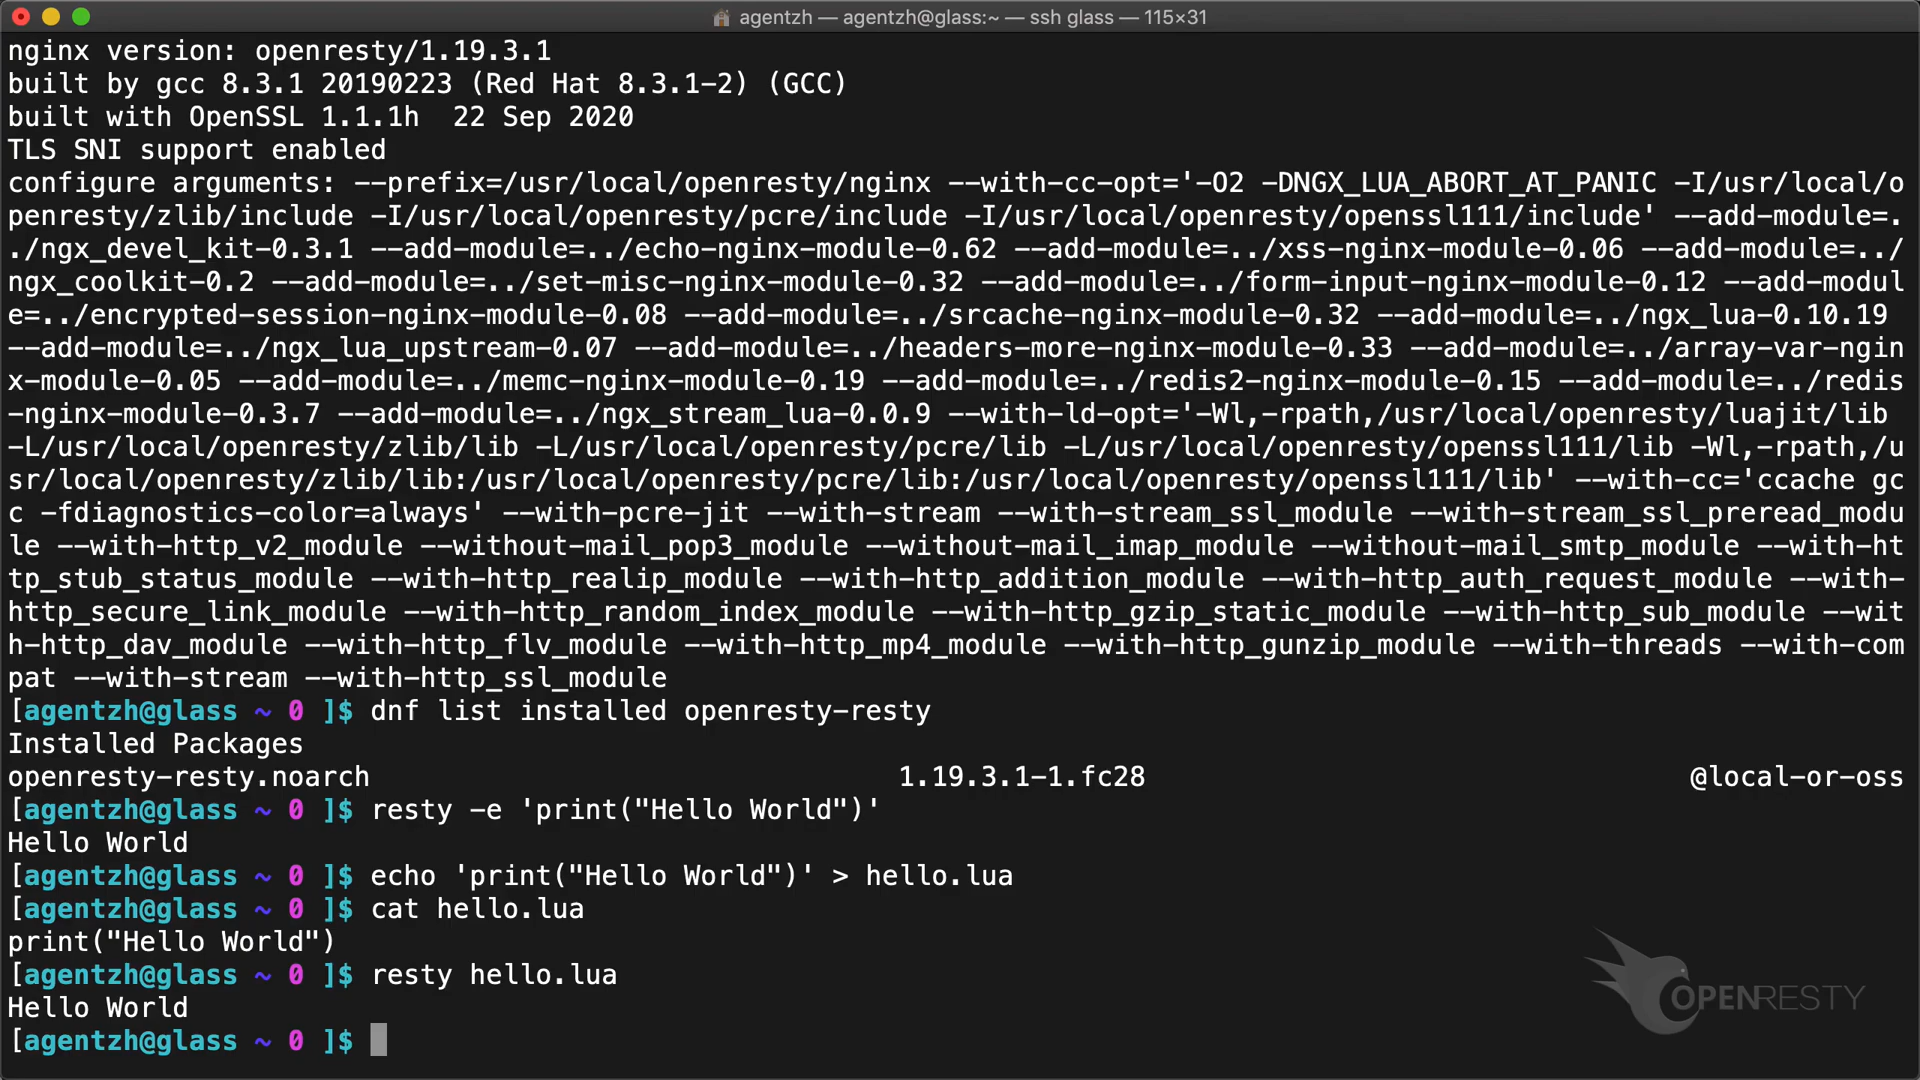 agentzh — agentzh@glass:~ — ssh glass — 115×31
nginx version: openresty/1.19.3.1
built by gcc 8.3.1 20190223 (Red Hat 8.3.1-2) (GCC)
built with OpenSSL 1.1.1h  22 Sep 2020
TLS SNI support enabled
configure arguments: --prefix=/usr/local/openresty/nginx --with-cc-opt='-O2 -DNGX_LUA_ABORT_AT_PANIC -I/usr/local/o
penresty/zlib/include -I/usr/local/openresty/pcre/include -I/usr/local/openresty/openssl111/include' --add-module=.
./ngx_devel_kit-0.3.1 --add-module=../echo-nginx-module-0.62 --add-module=../xss-nginx-module-0.06 --add-module=../
ngx_coolkit-0.2 --add-module=../set-misc-nginx-module-0.32 --add-module=../form-input-nginx-module-0.12 --add-modul
e=../encrypted-session-nginx-module-0.08 --add-module=../srcache-nginx-module-0.32 --add-module=../ngx_lua-0.10.19
--add-module=../ngx_lua_upstream-0.07 --add-module=../headers-more-nginx-module-0.33 --add-module=../array-var-ngin
x-module-0.05 --add-module=../memc-nginx-module-0.19 --add-module=../redis2-nginx-module-0.15 --add-module=../redis
-nginx-module-0.3.7 --add-module=../ngx_stream_lua-0.0.9 --with-ld-opt='-Wl,-rpath,/usr/local/openresty/luajit/lib
-L/usr/local/openresty/zlib/lib -L/usr/local/openresty/pcre/lib -L/usr/local/openresty/openssl111/lib -Wl,-rpath,/u
sr/local/openresty/zlib/lib:/usr/local/openresty/pcre/lib:/usr/local/openresty/openssl111/lib' --with-cc='ccache gc
c -fdiagnostics-color=always' --with-pcre-jit --with-stream --with-stream_ssl_module --with-stream_ssl_preread_modu
le --with-http_v2_module --without-mail_pop3_module --without-mail_imap_module --without-mail_smtp_module --with-ht
tp_stub_status_module --with-http_realip_module --with-http_addition_module --with-http_auth_request_module --with-
http_secure_link_module --with-http_random_index_module --with-http_gzip_static_module --with-http_sub_module --wit
h-http_dav_module --with-http_flv_module --with-http_mp4_module --with-http_gunzip_module --with-threads --with-com
pat --with-stream --with-http_ssl_module
[agentzh@glass ~ 0 ]$ dnf list installed openresty-resty
Installed Packages
openresty-resty.noarch 1.19.3.1-1.fc28 @local-or-oss
[agentzh@glass ~ 0 ]$ resty -e 'print("Hello World")'
Hello World
[agentzh@glass ~ 0 ]$ echo 'print("Hello World")' > hello.lua
[agentzh@glass ~ 0 ]$ cat hello.lua
print("Hello World")
[agentzh@glass ~ 0 ]$ resty hello.lua
Hello World
[agentzh@glass ~ 0 ]$
OPENRESTY